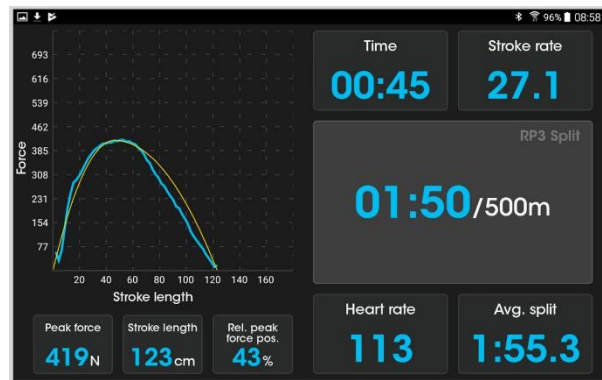 96% 08:58
693
616
539
462
385
308
231
154
77
Force
20 40 60 80 100 120 140 160
Stroke length
Peak force
419N
Stroke length
123cm
Rel. peak
force pos.
43%
Time
00:45
Stroke rate
27.1
RP3 Split
01:50/500m
Heart rate
113
Avg. split
1:55.3